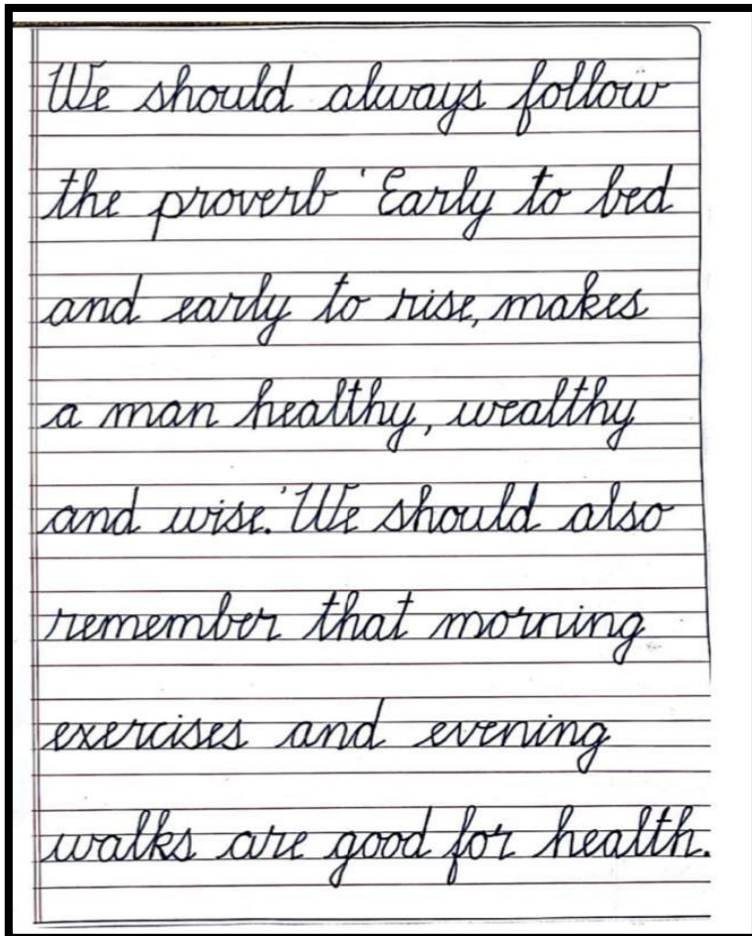 We should always follow
the proverb 'Early to bed
and early to rise, makes
a man healthy, wealthy
and wise.' We should also
remember that morning
exercises and evening
walks are good for health.